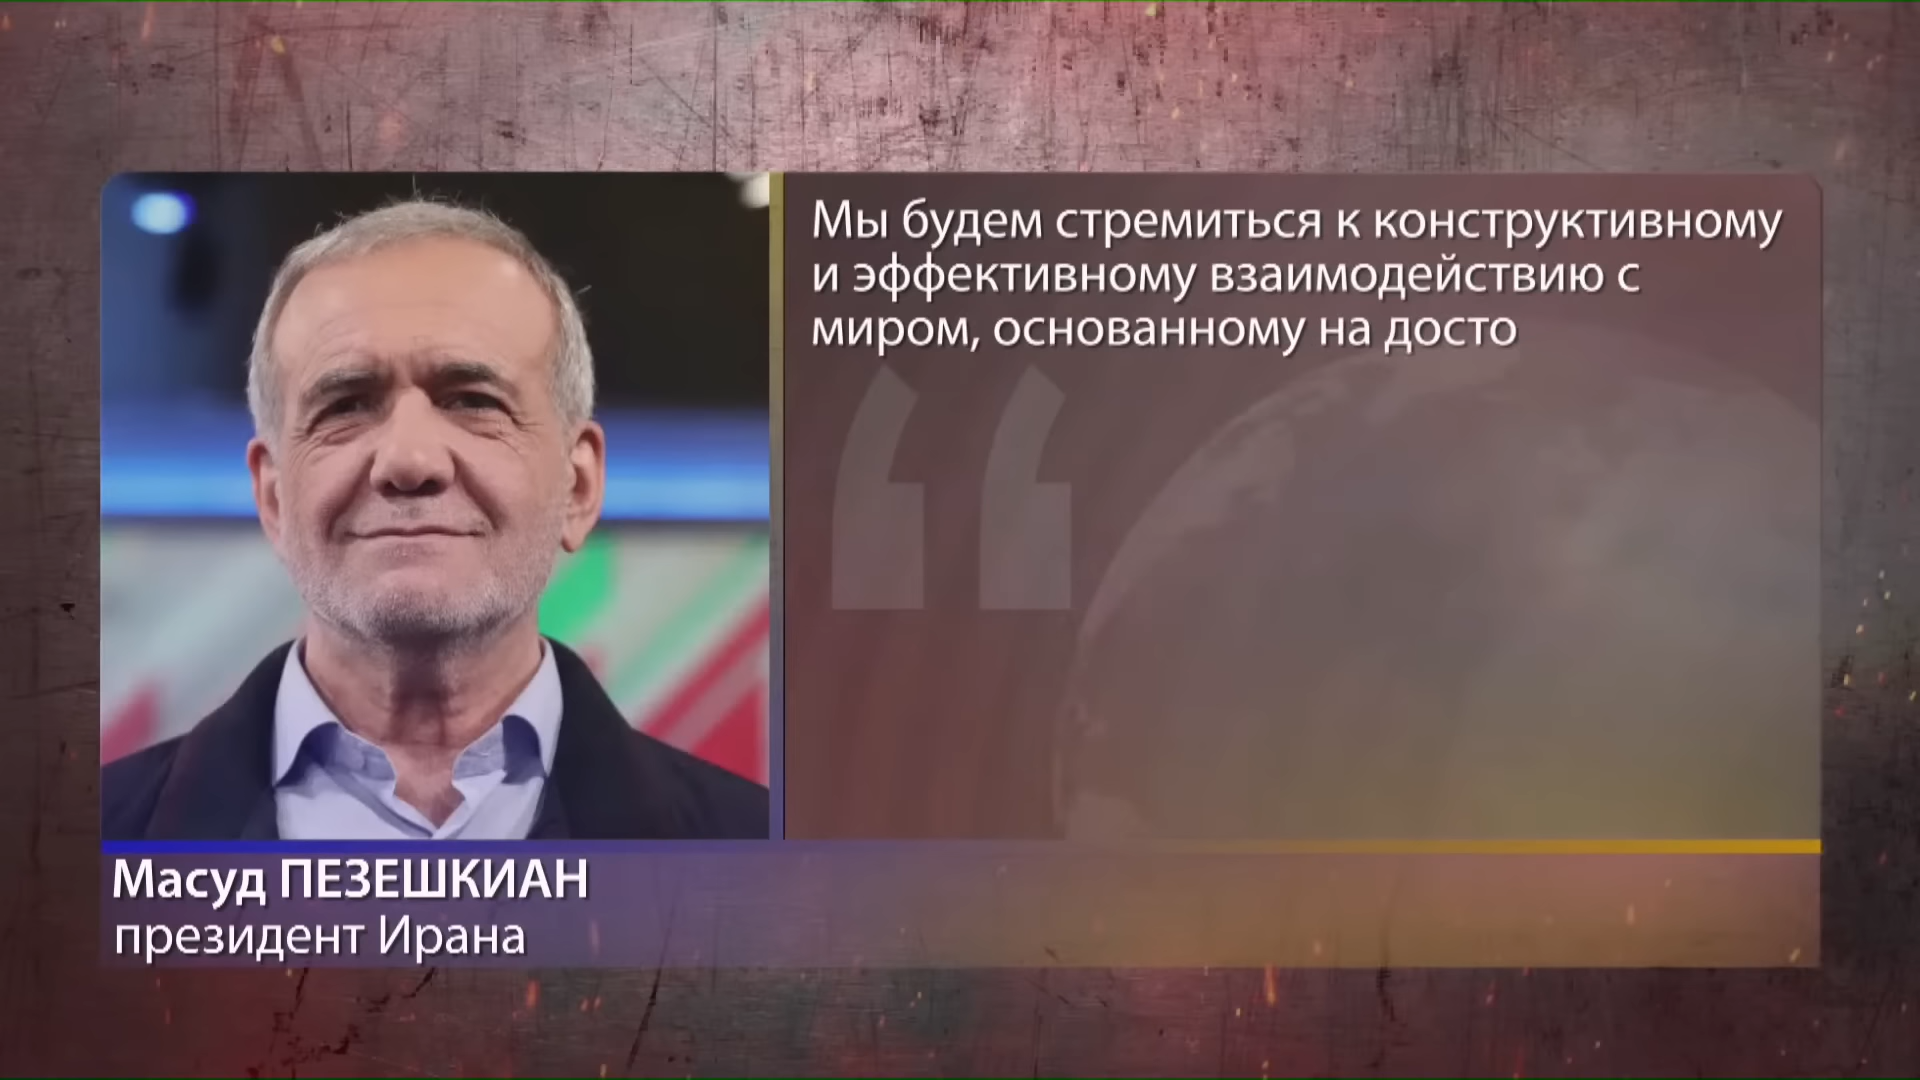 Мы будем стремиться к конструктивному
и эффективному взаимодействию с
миром, основанному на досто
Масуд ПЕЗЕШКИАН
президент Ирана